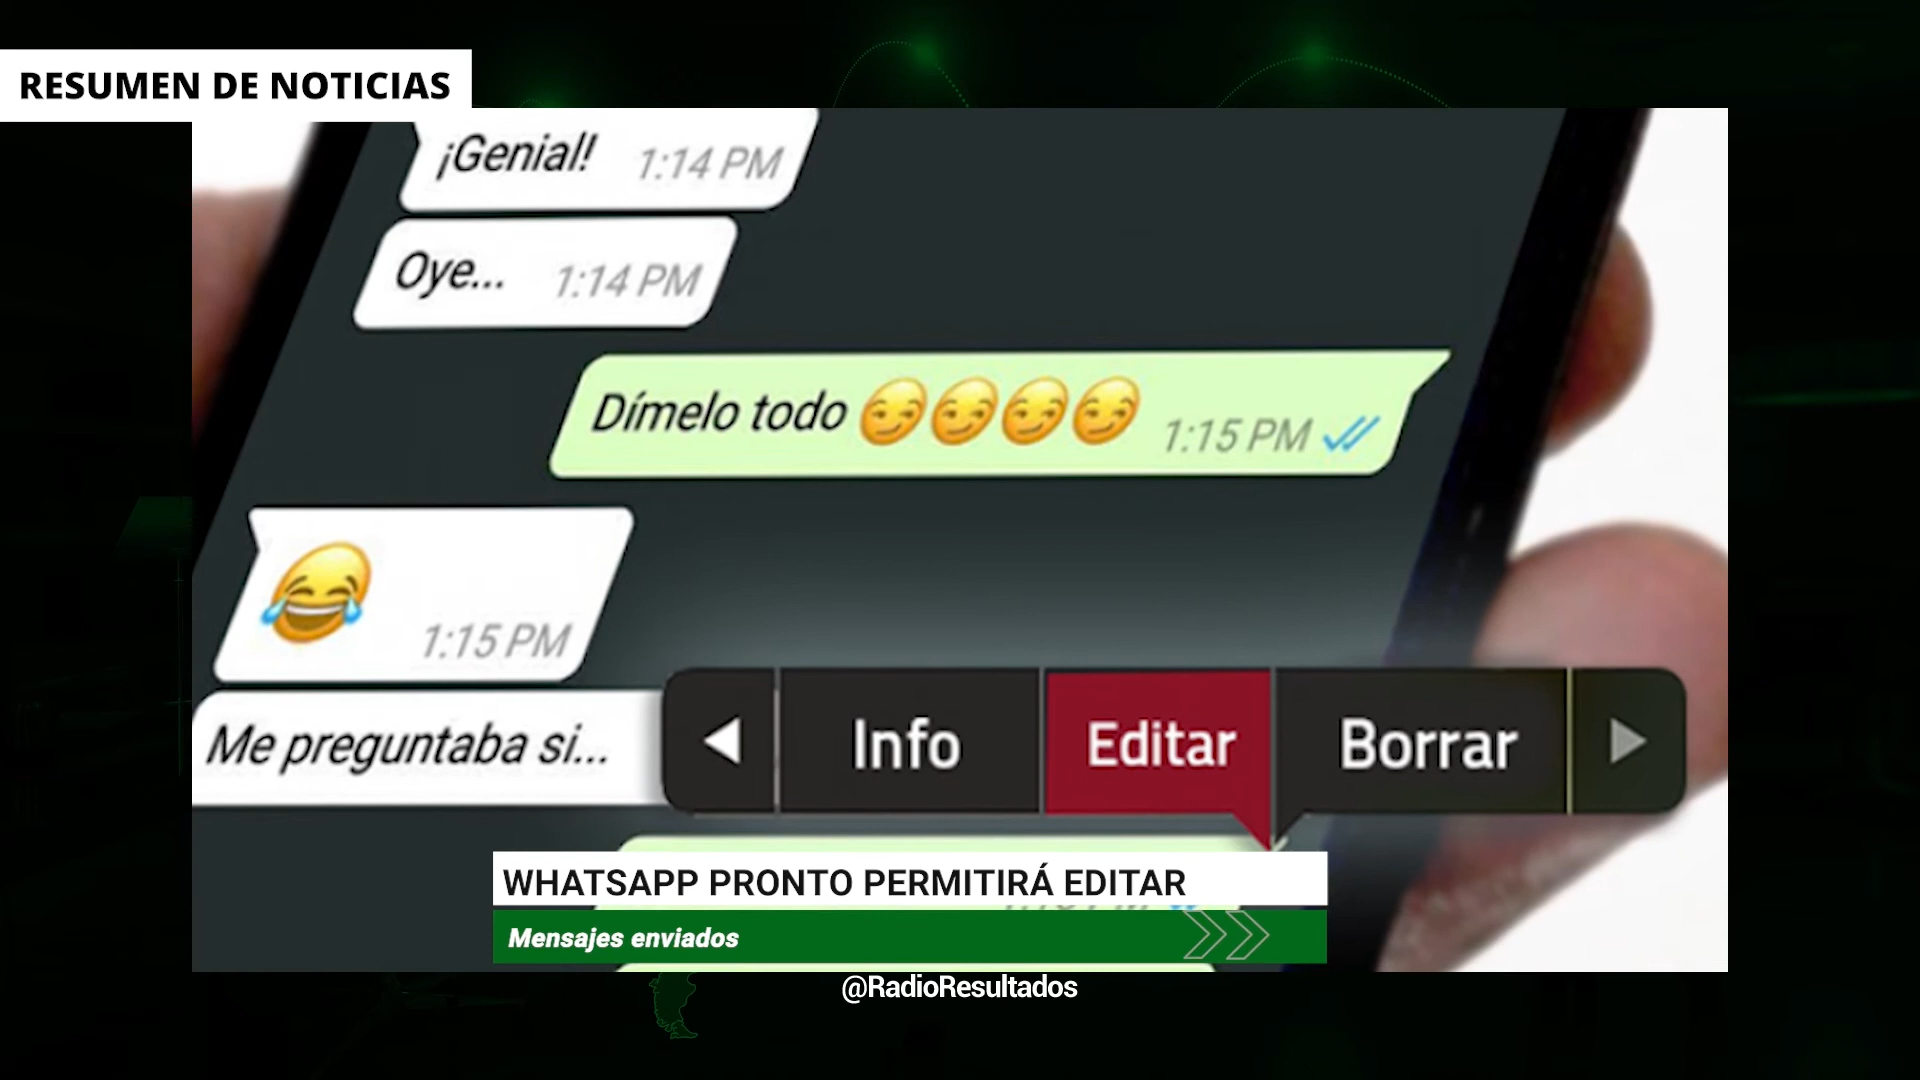 RESUMEN DE NOTICIAS
¡Genial! 1:14 PM
Oye... 1:14 PM
Dímelo todo 😏😏😏😏 1:15 PM
😂 1:15 PM
Me preguntaba si...
Info Editar Borrar
WHATSAPP PRONTO PERMITIRÁ EDITAR
Mensajes enviados
@RadioResultados